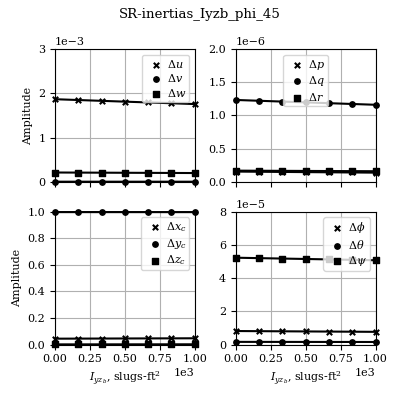 SR-inertias_Iyzb_phi_45
1e−3
1e−6
3
2
1
0
Amplitude
Δu
Δv
Δw
2.0
1.5
1.0
0.5
0.0
Δp
Δq
Δr
1e−5
1.0
0.8
0.6
0.4
0.2
0.0
Amplitude
Δx_c
Δy_c
Δz_c
8
6
4
2
0
Δϕ
Δθ
Δψ
0.00 0.25 0.50 0.75 1.00
0.00 0.25 0.50 0.75 1.00
I_{yz_b}, slugs-ft² 1e3
I_{yz_b}, slugs-ft² 1e3